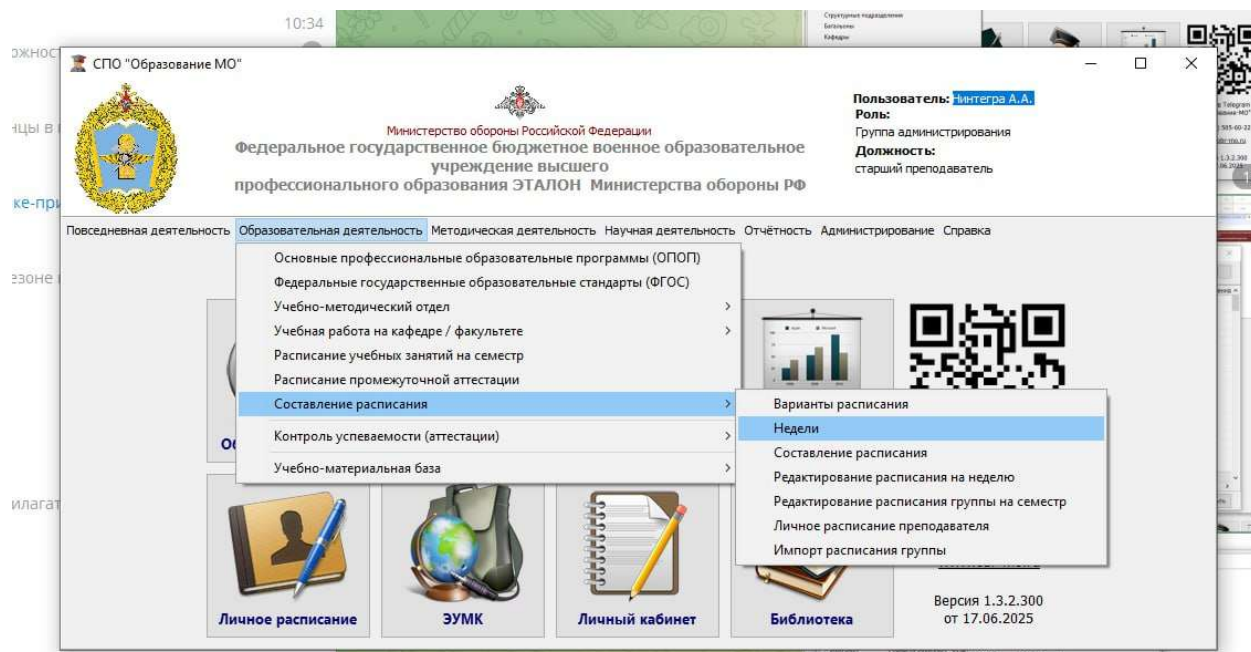 10:34
Структурные подразделения
Батальоны
Кафедры
СПО "Образование МО"
Министерство обороны Российской Федерации
Федеральное государственное бюджетное военное образовательное
учреждение высшего
профессионального образования ЭТАЛОН Министерства обороны РФ
Пользователь: Нинтегра А.А.
Роль:
Группа администрирования
Должность:
старший преподаватель
Повседневная деятельность Образовательная деятельность Методическая деятельность Научная деятельность Отчётность Администрирование Справка
Основные профессиональные образовательные программы (ОПОП)
Федеральные государственные образовательные стандарты (ФГОС)
Учебно-методический отдел
Учебная работа на кафедре / факультете
Расписание учебных занятий на семестр
Расписание промежуточной аттестации
Составление расписания
Контроль успеваемости (аттестации)
Учебно-материальная база
Варианты расписания
Недели
Составление расписания
Редактирование расписания на неделю
Редактирование расписания группы на семестр
Личное расписание преподавателя
Импорт расписания группы
Личное расписание
ЭУМК
Личный кабинет
Библиотека
Версия 1.3.2.300
от 17.06.2025